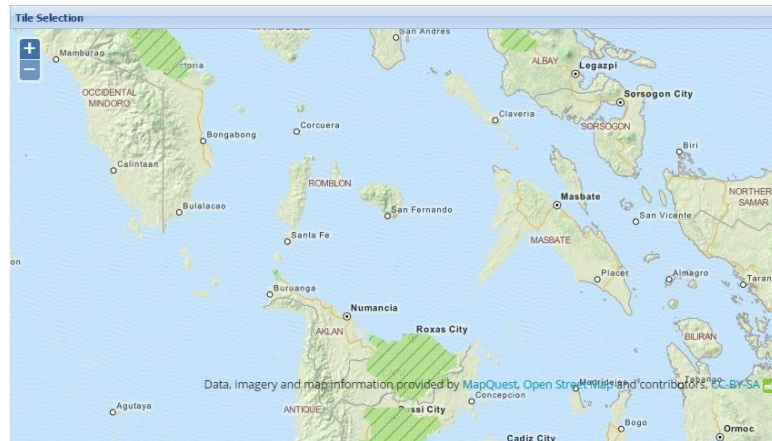 Tile Selection
San Andres
Mamburao
ALBAY
Legazpi
OCCIDENTAL
MINDORO
Sorsogon City
Claveria
SORSOGON
Corcuera
Bongabong
Biri
Calintaan
ROMBLON
NORTHER
SAMAR
Masbate
Bulalacao
San Fernando
San Vicente
Santa Fe
MASBATE
on
Placer
Almagro
Taran
Buruanga
Numancia
AKLAN
Roxas City
BILIRAN
Data, imagery and map information provided by MapQuest, Open Street Map and contributors, CC-BY-SA
Concepcion
Agutaya
ANTIQUE
Bogo
Ormoc
Cadiz City